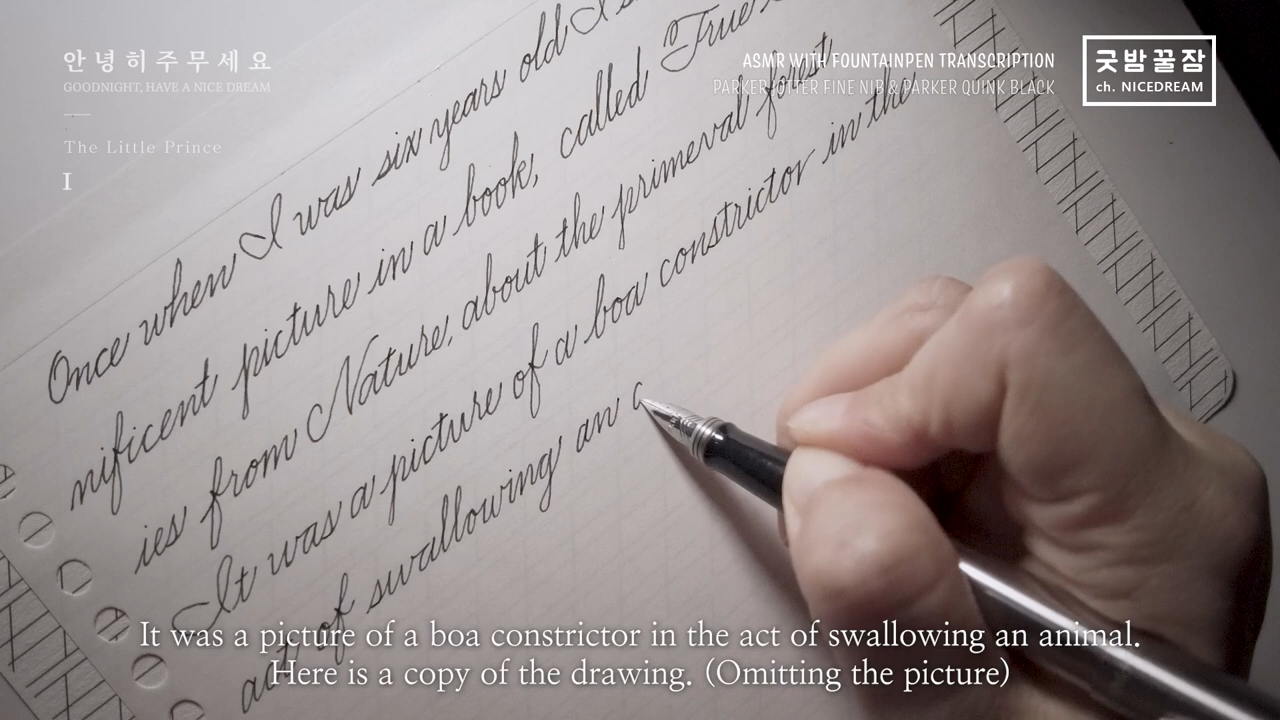 안녕히주무세요
GOODNIGHT, HAVE A NICE DREAM
The Little Prince
I
ASMR WITH FOUNTAINPEN TRANSCRIPTION
PARKER JOTTER FINE NIB & PARKER QUINK BLACK
굿밤꿀잠
ch. NICEDREAM
Once when I was six years old I
nificent picture in a book, called True
ies from Nature, about the primeval fost
It was a picture of a boa constrictor in the
act of swallowing an a
It was a picture of a boa constrictor in the act of swallowing an animal.
Here is a copy of the drawing. (Omitting the picture)